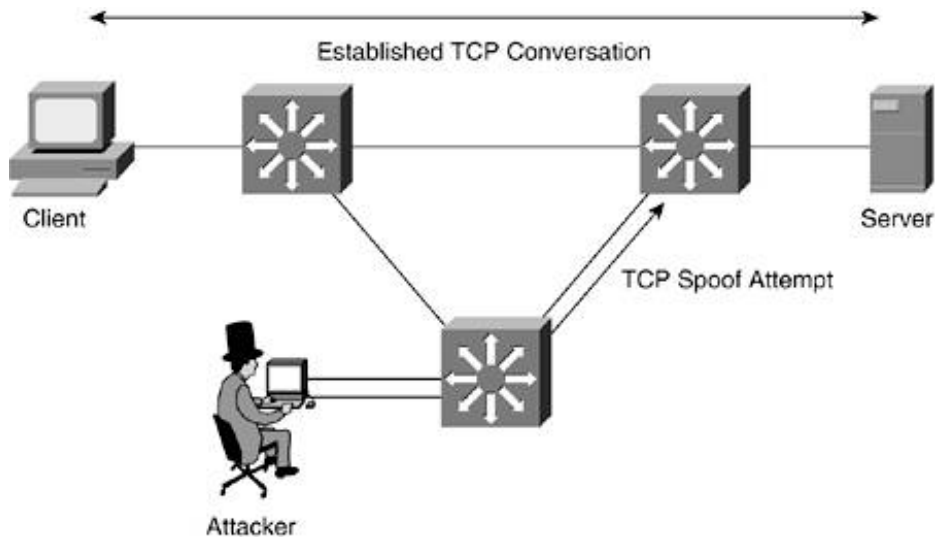 Established TCP Conversation
Client
Server
TCP Spoof Attempt
Attacker